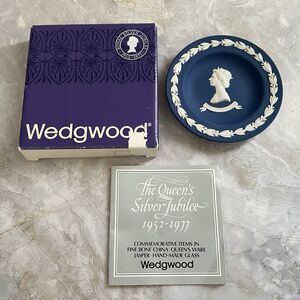 Wedgwood®
The Queen's
Silver Jubilee
1952-1977
COMMEMORATIVE ITEMS IN
FINE BONE CHINA · QUEEN'S WARE
JASPER · HAND-MADE GLASS
Wedgwood